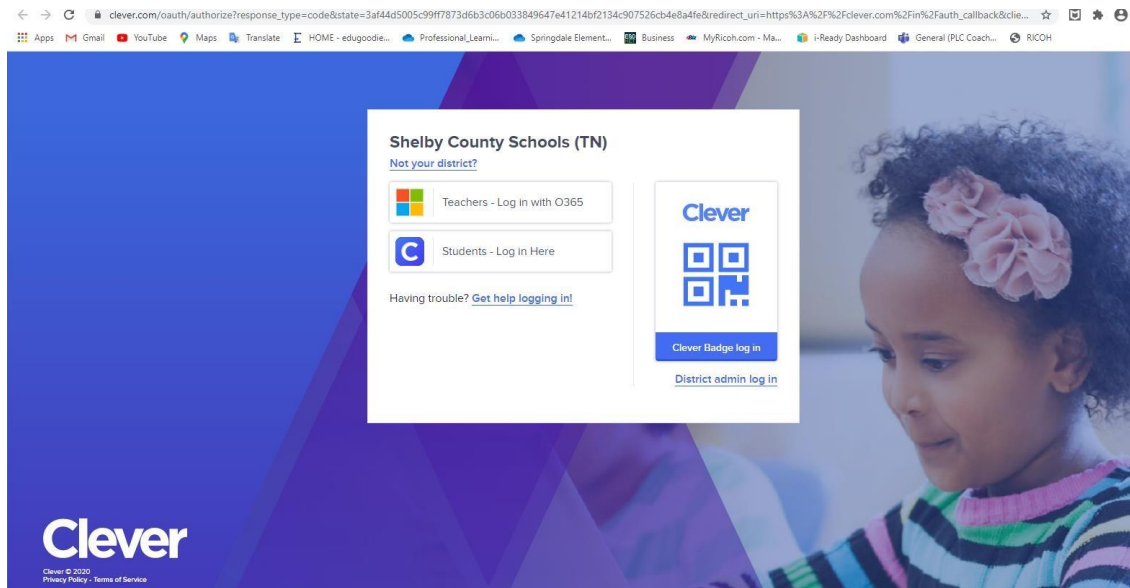 clever.com/oauth/authorize?response_type=code&state=3af44d5005c99ff7873d6b3c06b033849647e41214bf2134c907526cb4e8a4fe&redirect_uri=https%3A%2F%2Fclever.com%2Fin%2Fauth_callback&clie...
Apps Gmail YouTube Maps Translate HOME - edugoodie... Professional_Learni... Springdale Element... Business MyRicoh.com - Ma... i-Ready Dashboard General (PLC Coach... RICOH
Shelby County Schools (TN)
Not your district?
Teachers - Log in with O365
Students - Log in Here
Having trouble? Get help logging in!
Clever
Clever Badge log in
District admin log in
Clever
Clever © 2020
Privacy Policy - Terms of Service